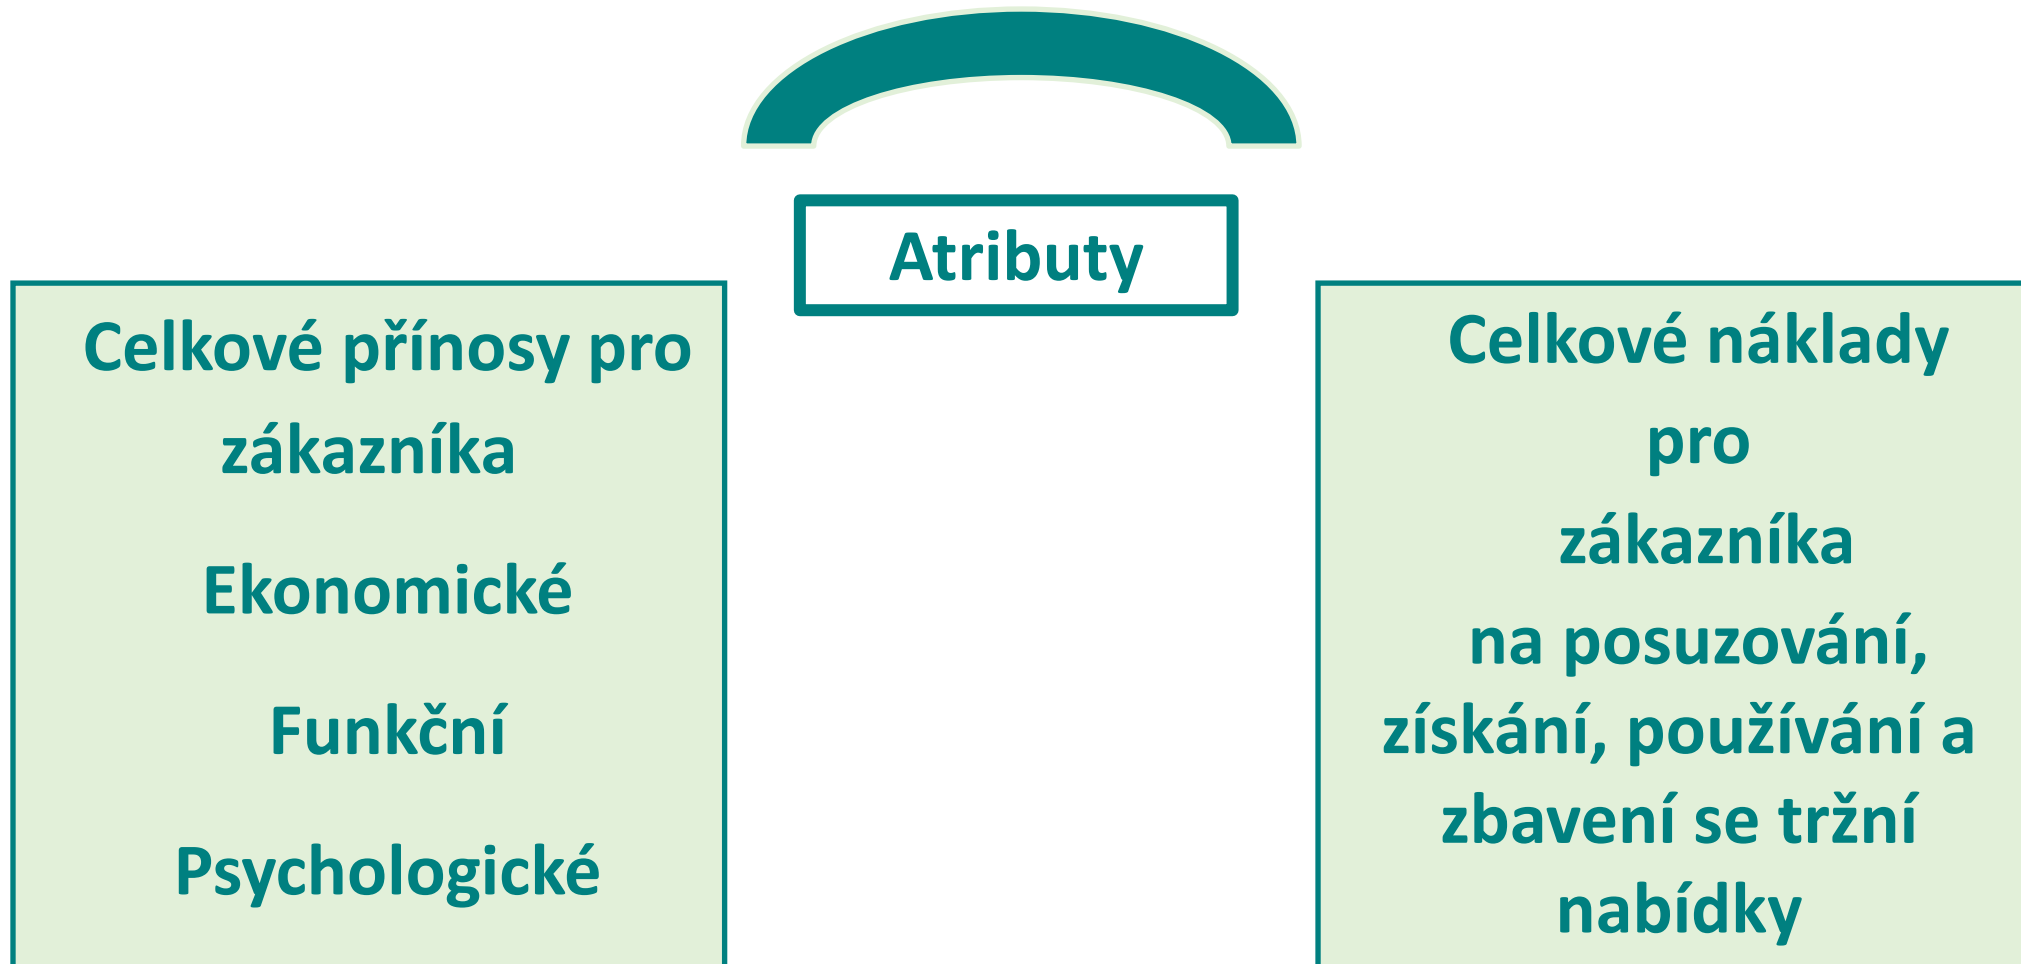 Atributy
Celkové přínosy pro
zákazníka
Ekonomické
Funkční
Psychologické
Celkové náklady
pro
zákazníka
na posuzování,
získání, používání a
zbavení se tržní
nabídky